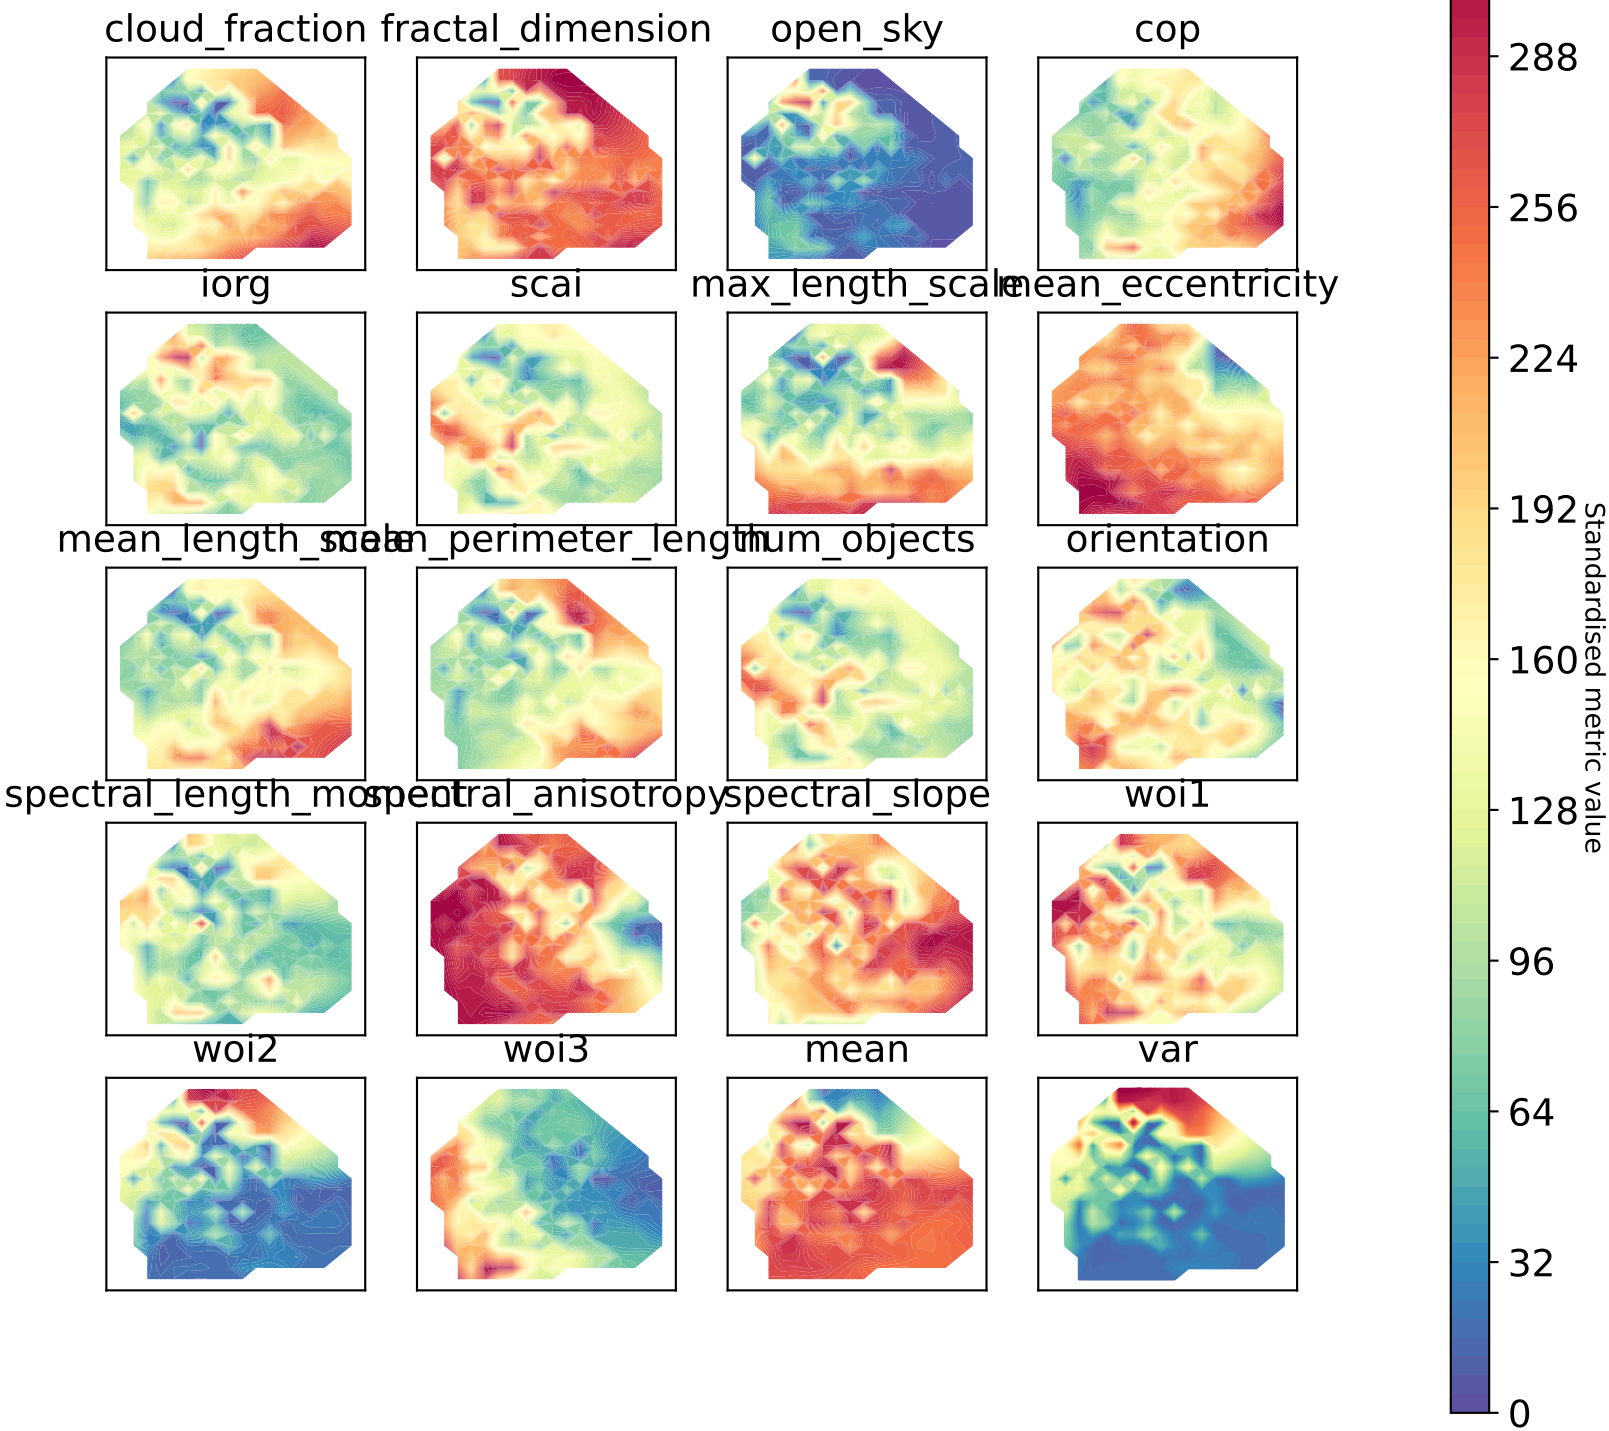 cloud_fraction fractal_dimension open_sky cop
iorg scai max_length_scale mean_eccentricity
mean_length_scale mean_perimeter_length num_objects orientation
spectral_length_moment spectral_anisotropy spectral_slope woi1
woi2 woi3 mean var
288
256
224
192
160
128
96
64
32
0
Standardised metric value